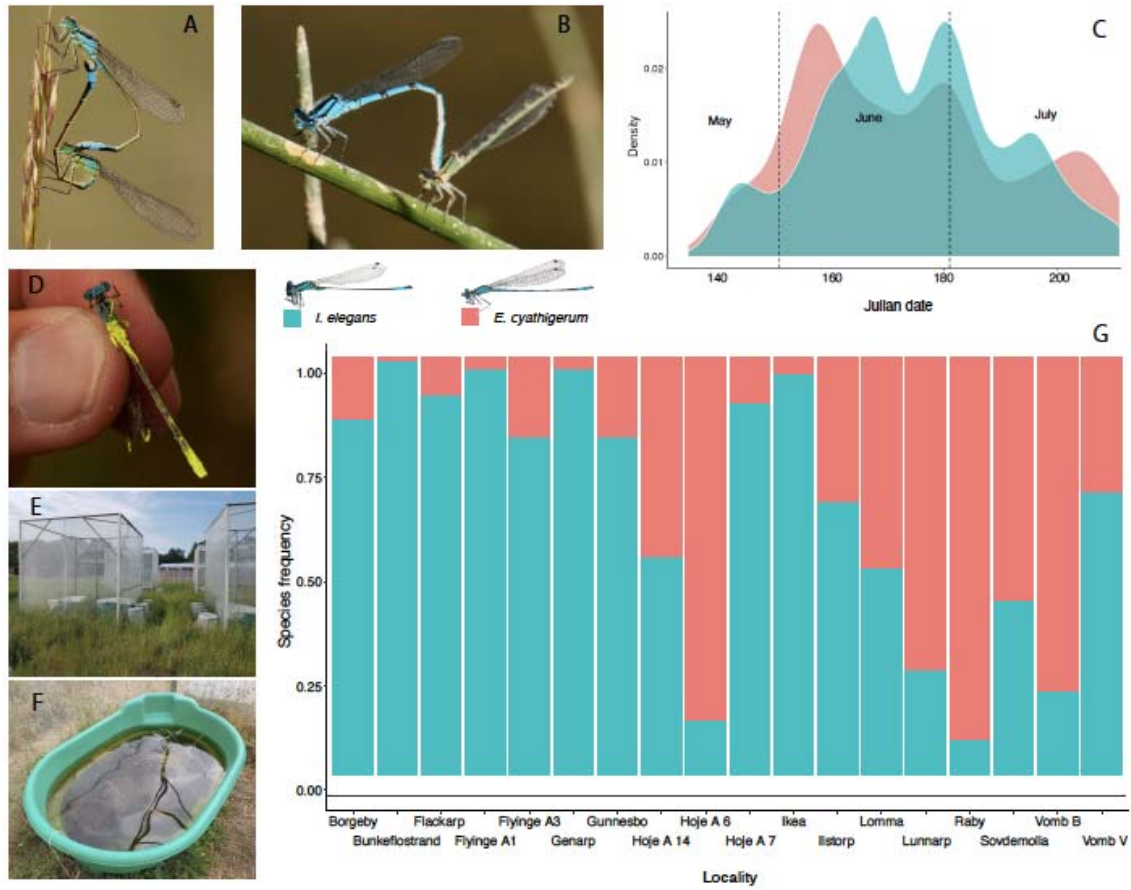 A
B
C
0.02
0.01
0.00
Density
May
June
July
140
160
180
200
Julian date
D
I. elegans
E. cyathigerum
G
E
F
1.00
0.75
0.50
0.25
0.00
Species frequency
Borgeby
Flackarp
Flyinge A3
Gunnesbo
Hoje A 6
Ikea
Lomma
Raby
Vomb B
Bunkeflostrand
Flyinge A1
Genarp
Hoje A 14
Hoje A 7
Ilstorp
Lunnarp
Sovdemolla
Vomb V
Locality